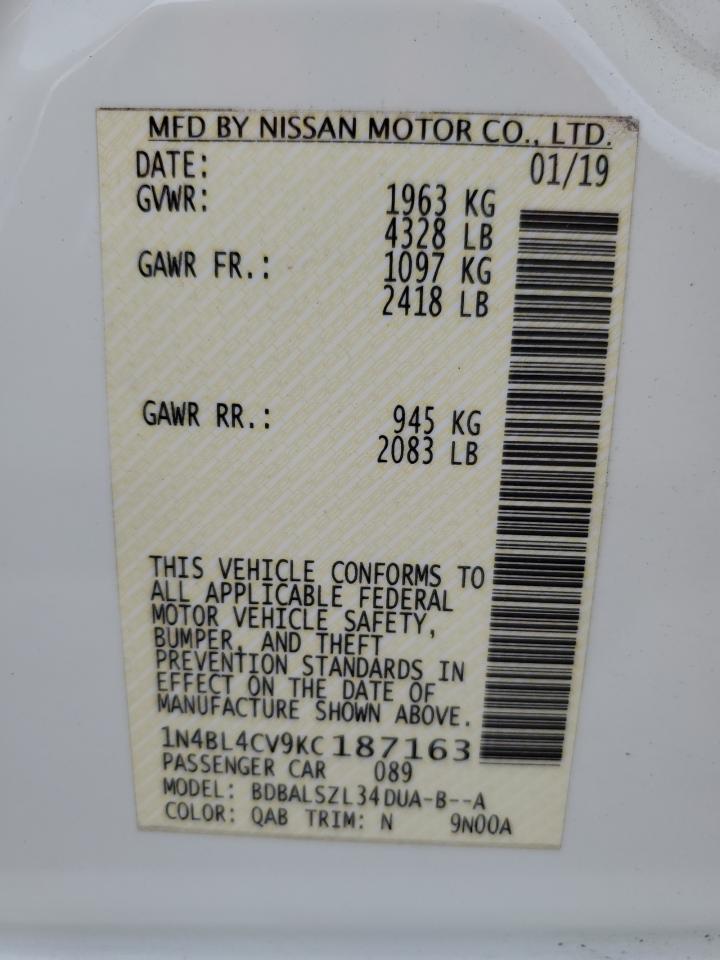 MFD BY NISSAN MOTOR CO., LTD.
DATE: 01/19
GVWR: 1963 KG
4328 LB
GAWR FR.: 1097 KG
2418 LB
GAWR RR.: 945 KG
2083 LB
THIS VEHICLE CONFORMS TO
ALL APPLICABLE FEDERAL
MOTOR VEHICLE SAFETY,
BUMPER, AND THEFT
PREVENTION STANDARDS IN
EFFECT ON THE DATE OF
MANUFACTURE SHOWN ABOVE.
1N4BL4CV9KC187163
PASSENGER CAR 089
MODEL: BDBALSZL34DUA-B--A
COLOR: QAB TRIM: N 9N00A